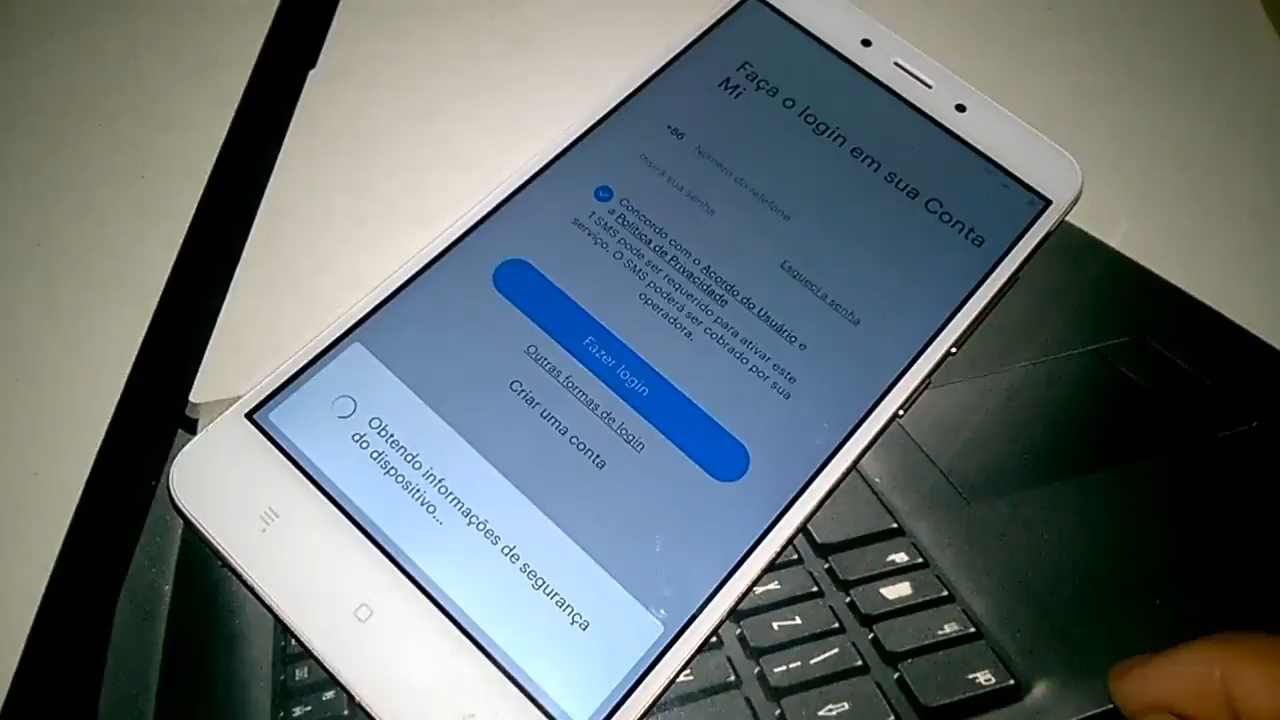 Faça o login em sua Conta
Mi
+86 Número do telefone
Insira sua senha
Esqueci a senha
Concordo com o Acordo do Usuário e
a Política de Privacidade
1 SMS pode ser requerido para ativar este
serviço. O SMS poderá ser cobrado por sua
operadora.
Fazer login
Outras formas de login
Criar uma conta
Obtendo informações de segurança
do dispositivo...
X
Z